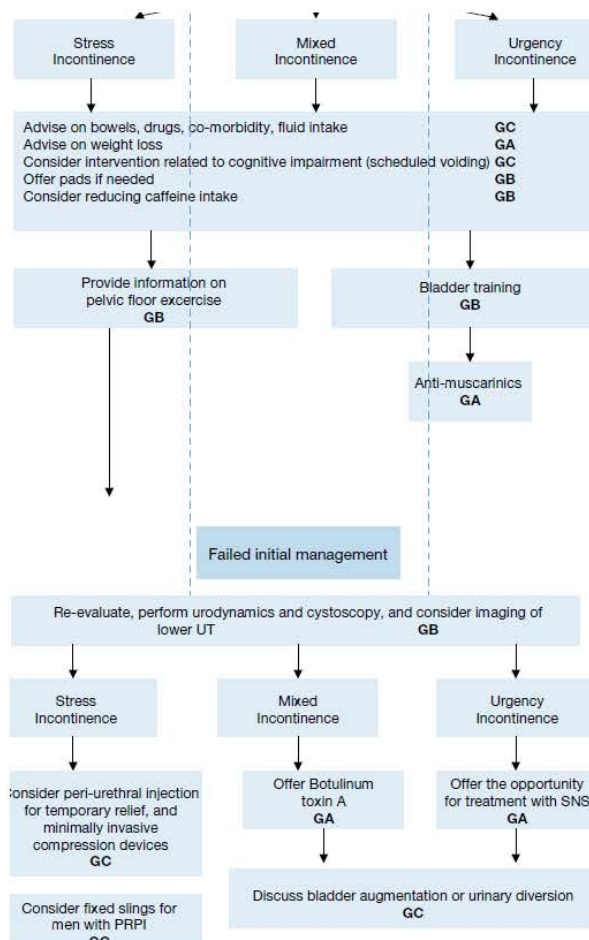 Stress
Incontinence
Mixed
Incontinence
Urgency
Incontinence
Advise on bowels, drugs, co-morbidity, fluid intake GC
Advise on weight loss GA
Consider intervention related to cognitive impairment (scheduled voiding) GC
Offer pads if needed GB
Consider reducing caffeine intake GB
Provide information on
pelvic floor excercise
GB
Bladder training
GB
Anti-muscarinics
GA
Failed initial management
Re-evaluate, perform urodynamics and cystoscopy, and consider imaging of
lower UT GB
Stress
Incontinence
Mixed
Incontinence
Urgency
Incontinence
Consider peri-urethral injection
for temporary relief, and
minimally invasive
compression devices
GC
Offer Botulinum
toxin A
GA
Offer the opportunity
for treatment with SNS
GA
Consider fixed slings for
men with PRPI
Discuss bladder augmentation or urinary diversion
GC